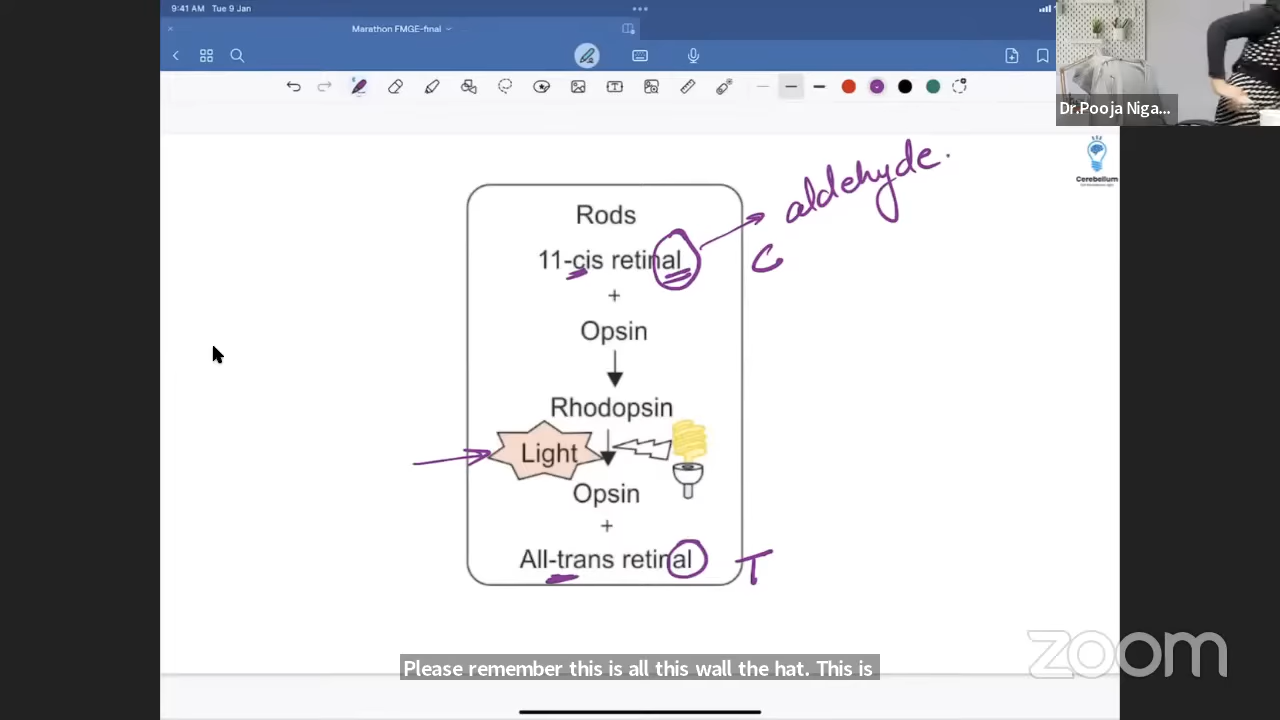 9:41 AM Tue 9 Jan
Marathon FMGE-final
Dr.Pooja Niga...
Cerebellum
aldehyde.
Rods
11-cis retinal
C
+
Opsin
Rhodopsin
Light
Opsin
+
All-trans retinal
T
zoom
Please remember this is all this wall the hat. This is